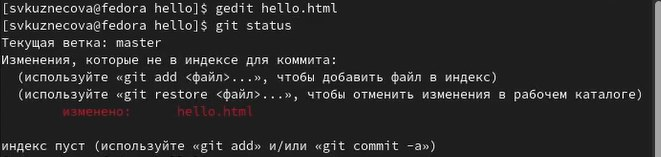 [svkuznecova@fedora hello]$ gedit hello.html
[svkuznecova@fedora hello]$ git status
Текущая ветка: master
Изменения, которые не в индексе для коммита:
  (используйте «git add <файл>...», чтобы добавить файл в индекс)
  (используйте «git restore <файл>...», чтобы отменить изменения в рабочем каталоге)
        изменено:      hello.html

индекс пуст (используйте «git add» и/или «git commit -a»)